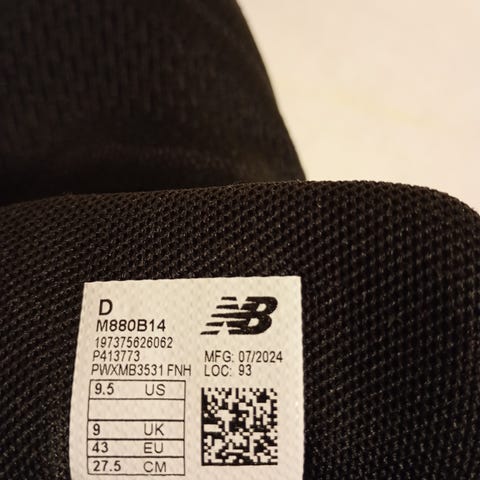 D
M880B14
197375626062
P413773
PWXMB3531 FNH
NB
MFG: 07/2024
LOC: 93
9.5 US
9 UK
43 EU
27.5 CM